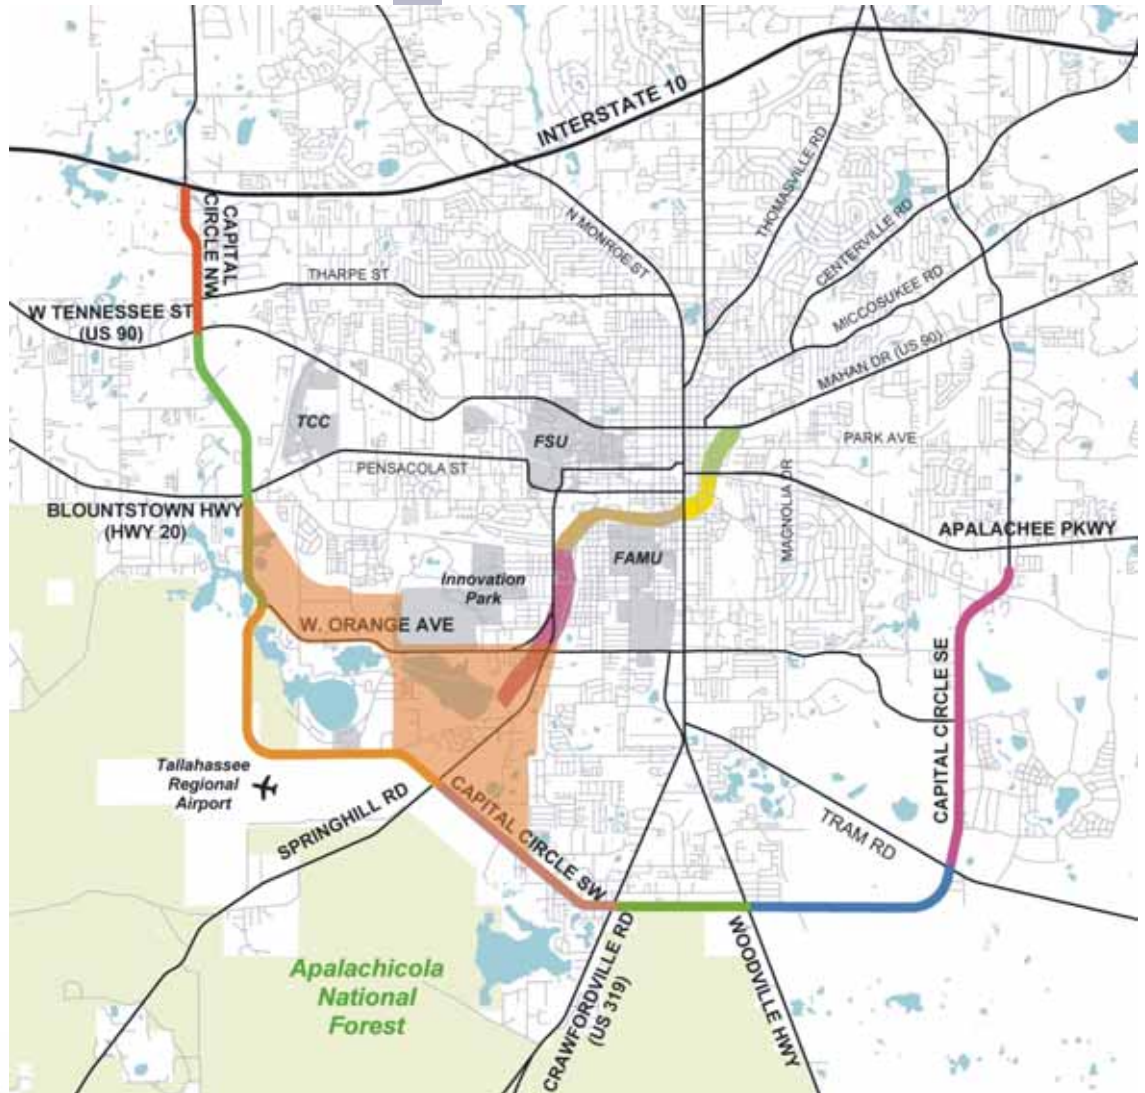 INTERSTATE 10
CAPITAL
CIRCLE NW
N MONROE ST
THOMASVILLE RD
CENTERVILLE RD
THARPE ST
MICCOSUKEE RD
W TENNESSEE ST
(US 90)
MAHAN DR (US 90)
TCC
FSU
PARK AVE
PENSACOLA ST
MAGNOLIA DR
BLOUNTSTOWN HWY
(HWY 20)
APALACHEE PKWY
FAMU
Innovation
Park
W. ORANGE AVE
CAPITAL CIRCLE SE
Tallahassee
Regional
Airport
SPRINGHILL RD
CAPITAL CIRCLE SW
TRAM RD
Apalachicola
National
Forest
CRAWFORDVILLE RD
(US 319)
WOODVILLE HWY